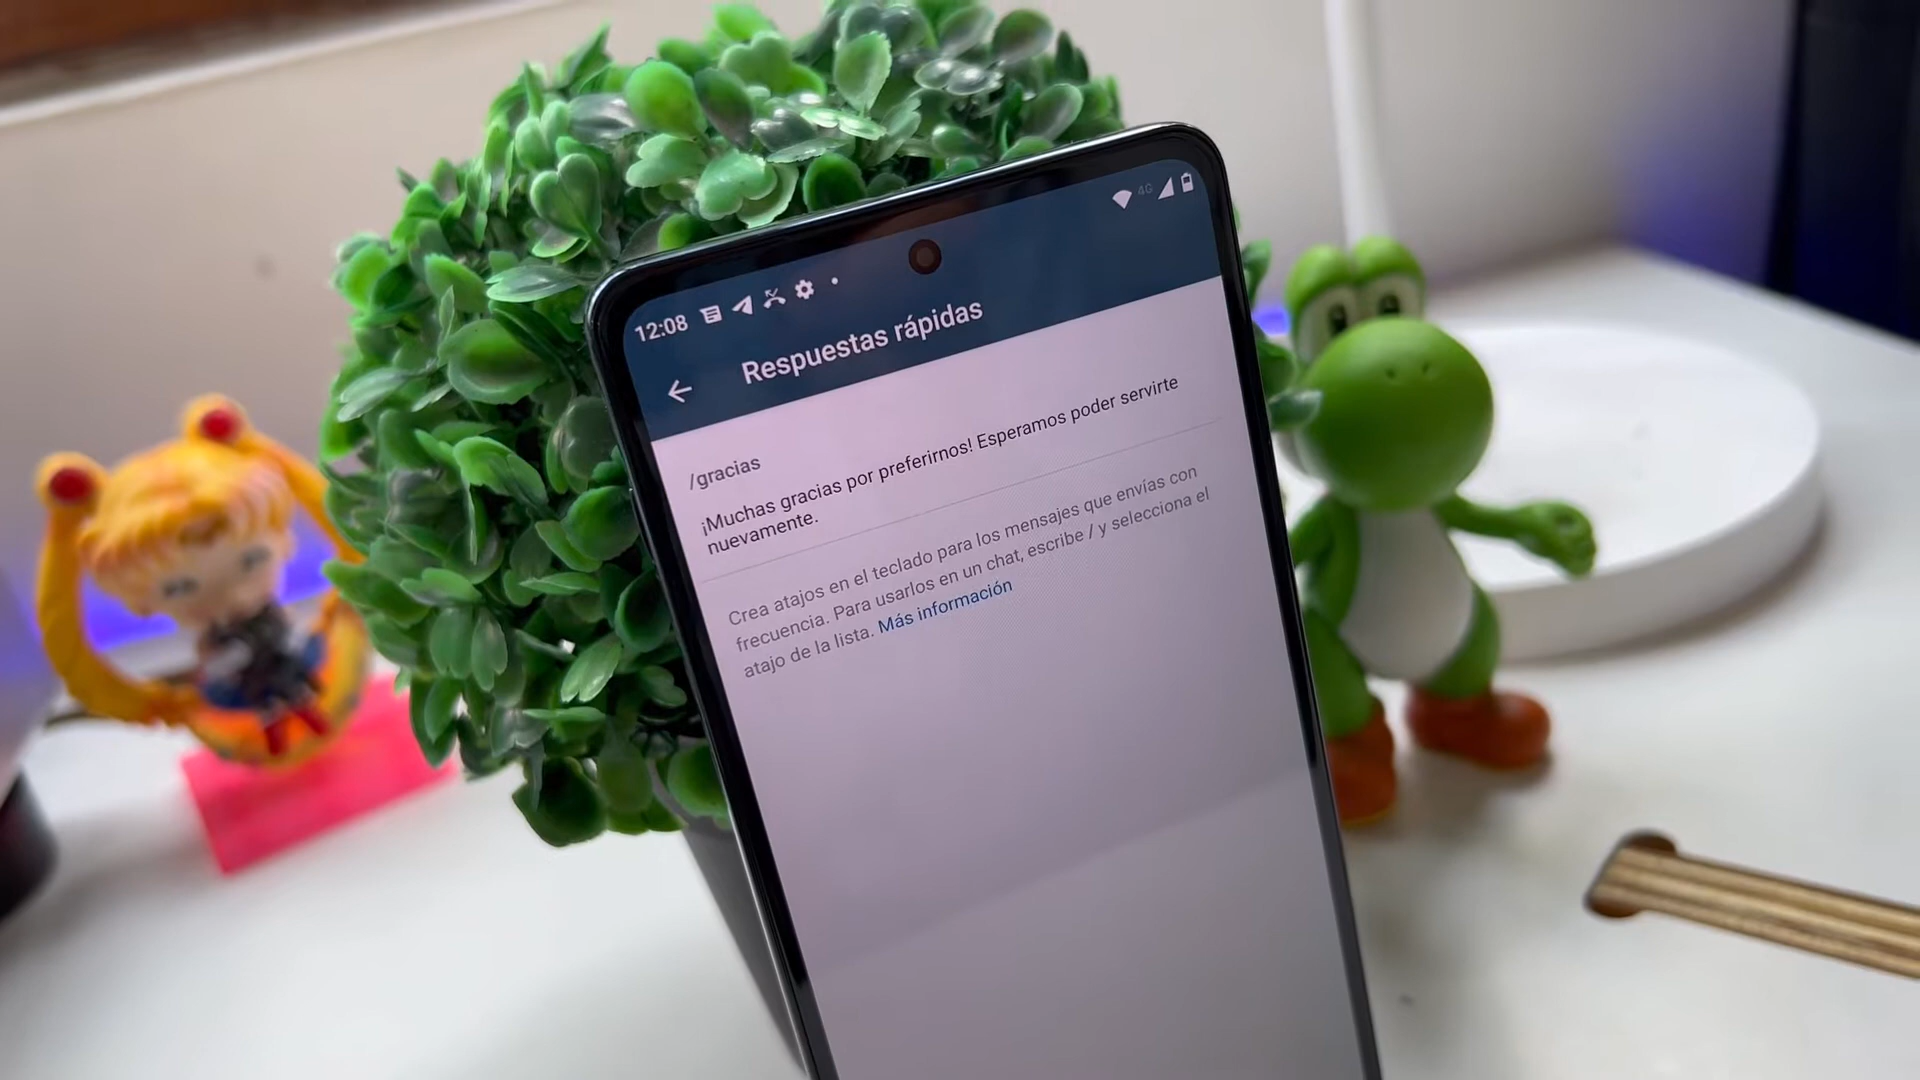 12:08
4G
Respuestas rápidas
/gracias
¡Muchas gracias por preferirnos! Esperamos poder servirte
nuevamente.
Crea atajos en el teclado para los mensajes que envías con
frecuencia. Para usarlos en un chat, escribe / y selecciona el
atajo de la lista. Más información